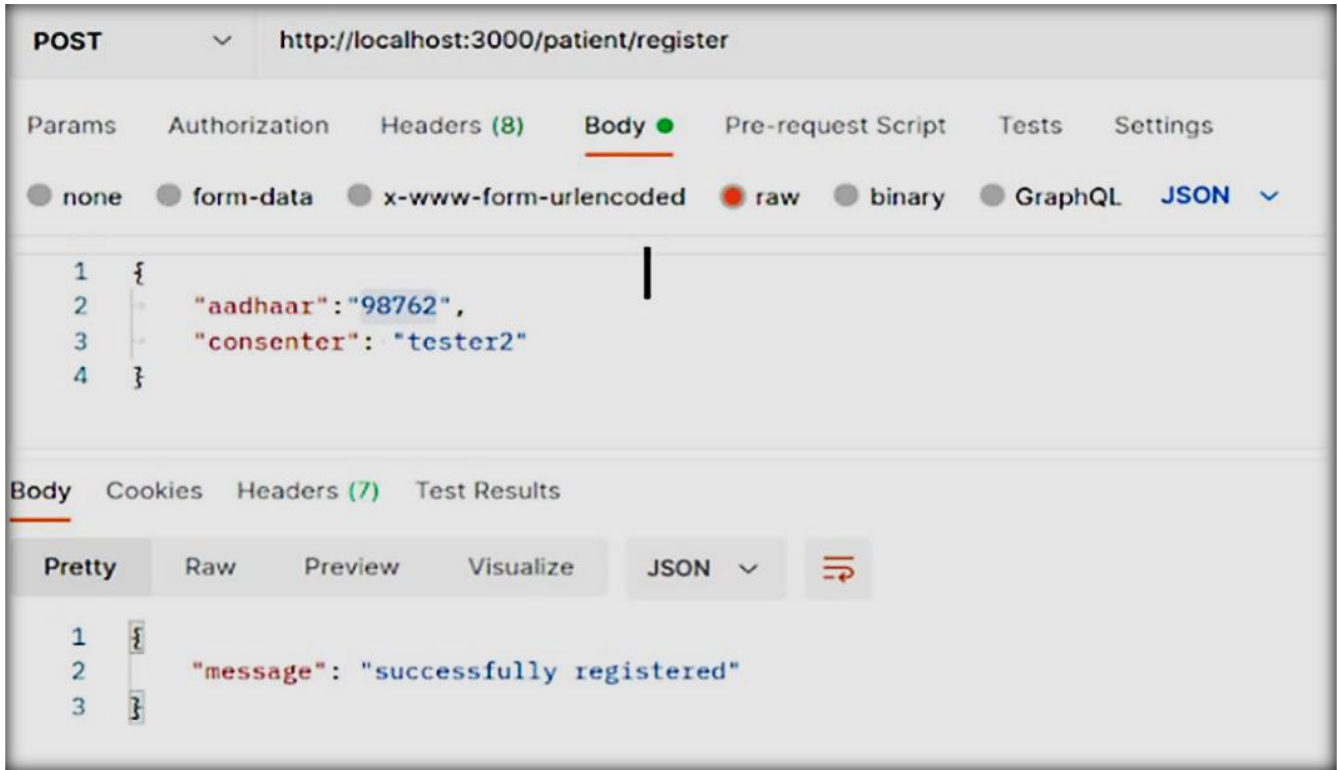 POST http://localhost:3000/patient/register
Params Authorization Headers (8) Body Pre-request Script Tests Settings
none form-data x-www-form-urlencoded raw binary GraphQL JSON
1 {
2 "aadhaar":"98762",
3 "consenter": "tester2"
4 }
Body Cookies Headers (7) Test Results
Pretty Raw Preview Visualize JSON
1 {
2 "message": "successfully registered"
3 }